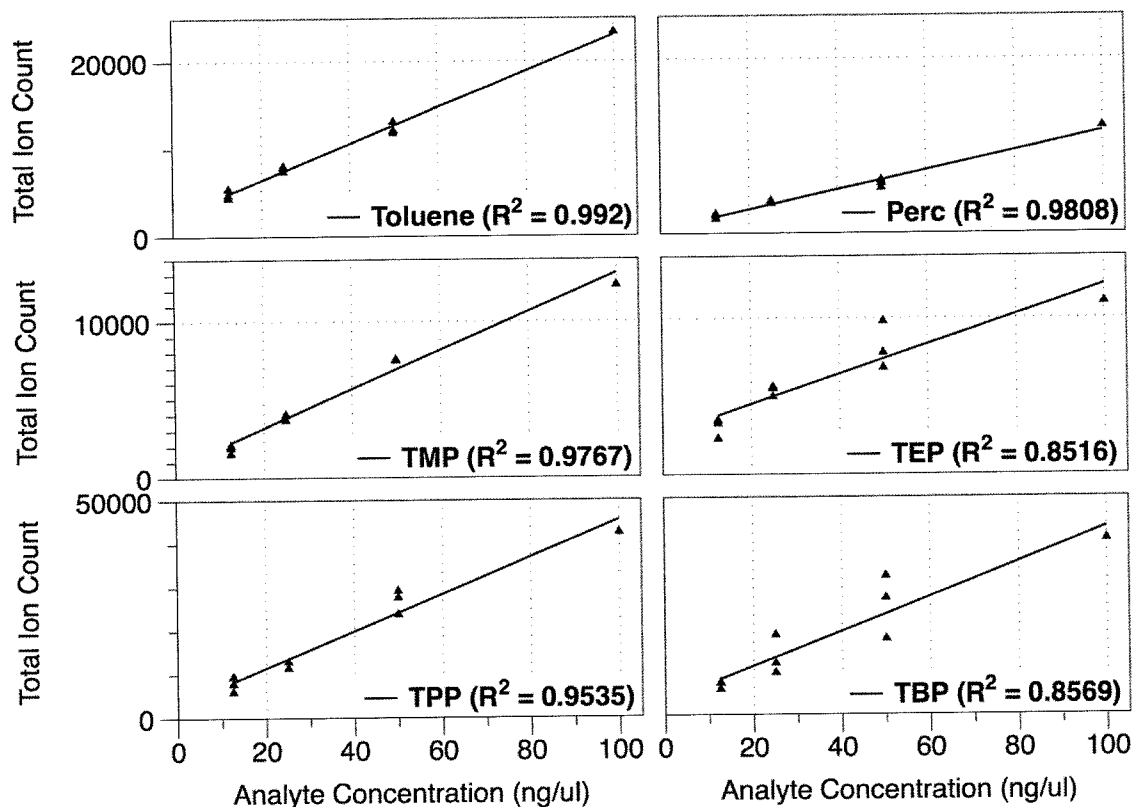 Total Ion Count
20000
0
Toluene (R² = 0.992)
Perc (R² = 0.9808)
Total Ion Count
10000
0
TMP (R² = 0.9767)
TEP (R² = 0.8516)
Total Ion Count
50000
0
TPP (R² = 0.9535)
TBP (R² = 0.8569)
0 20 40 60 80 100
0 20 40 60 80 100
Analyte Concentration (ng/ul)
Analyte Concentration (ng/ul)